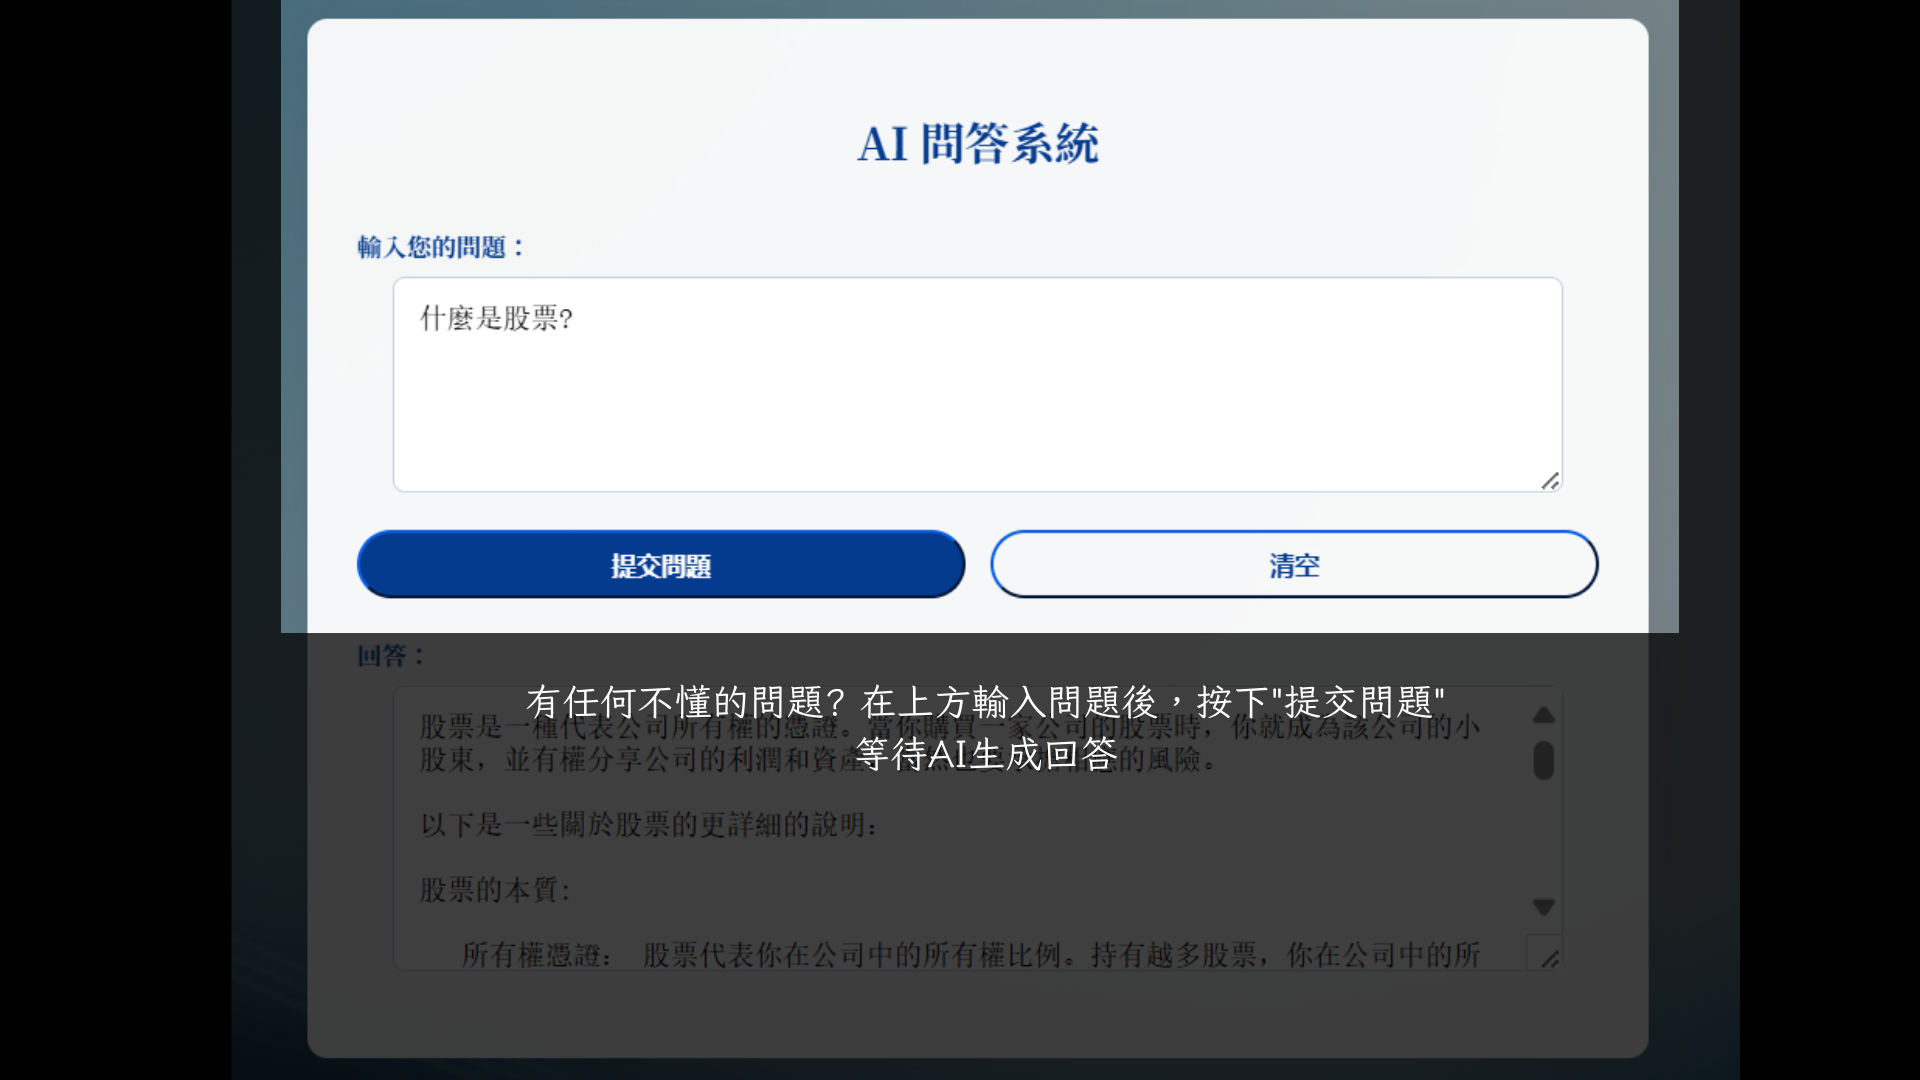 AI 問答系統
輸入您的問題：
什麼是股票?
提交問題
清空
回答：
有任何不懂的問題? 在上方輸入問題後，按下"提交問題"
等待AI生成回答
股票是一種代表公司所有權的憑證。當你購買一家公司的股票時，你就成為該公司的小
股東，並有權分享公司的利潤和資產 的風險。
以下是一些關於股票的更詳細的說明：
股票的本質：
所有權憑證： 股票代表你在公司中的所有權比例。持有越多股票，你在公司中的所